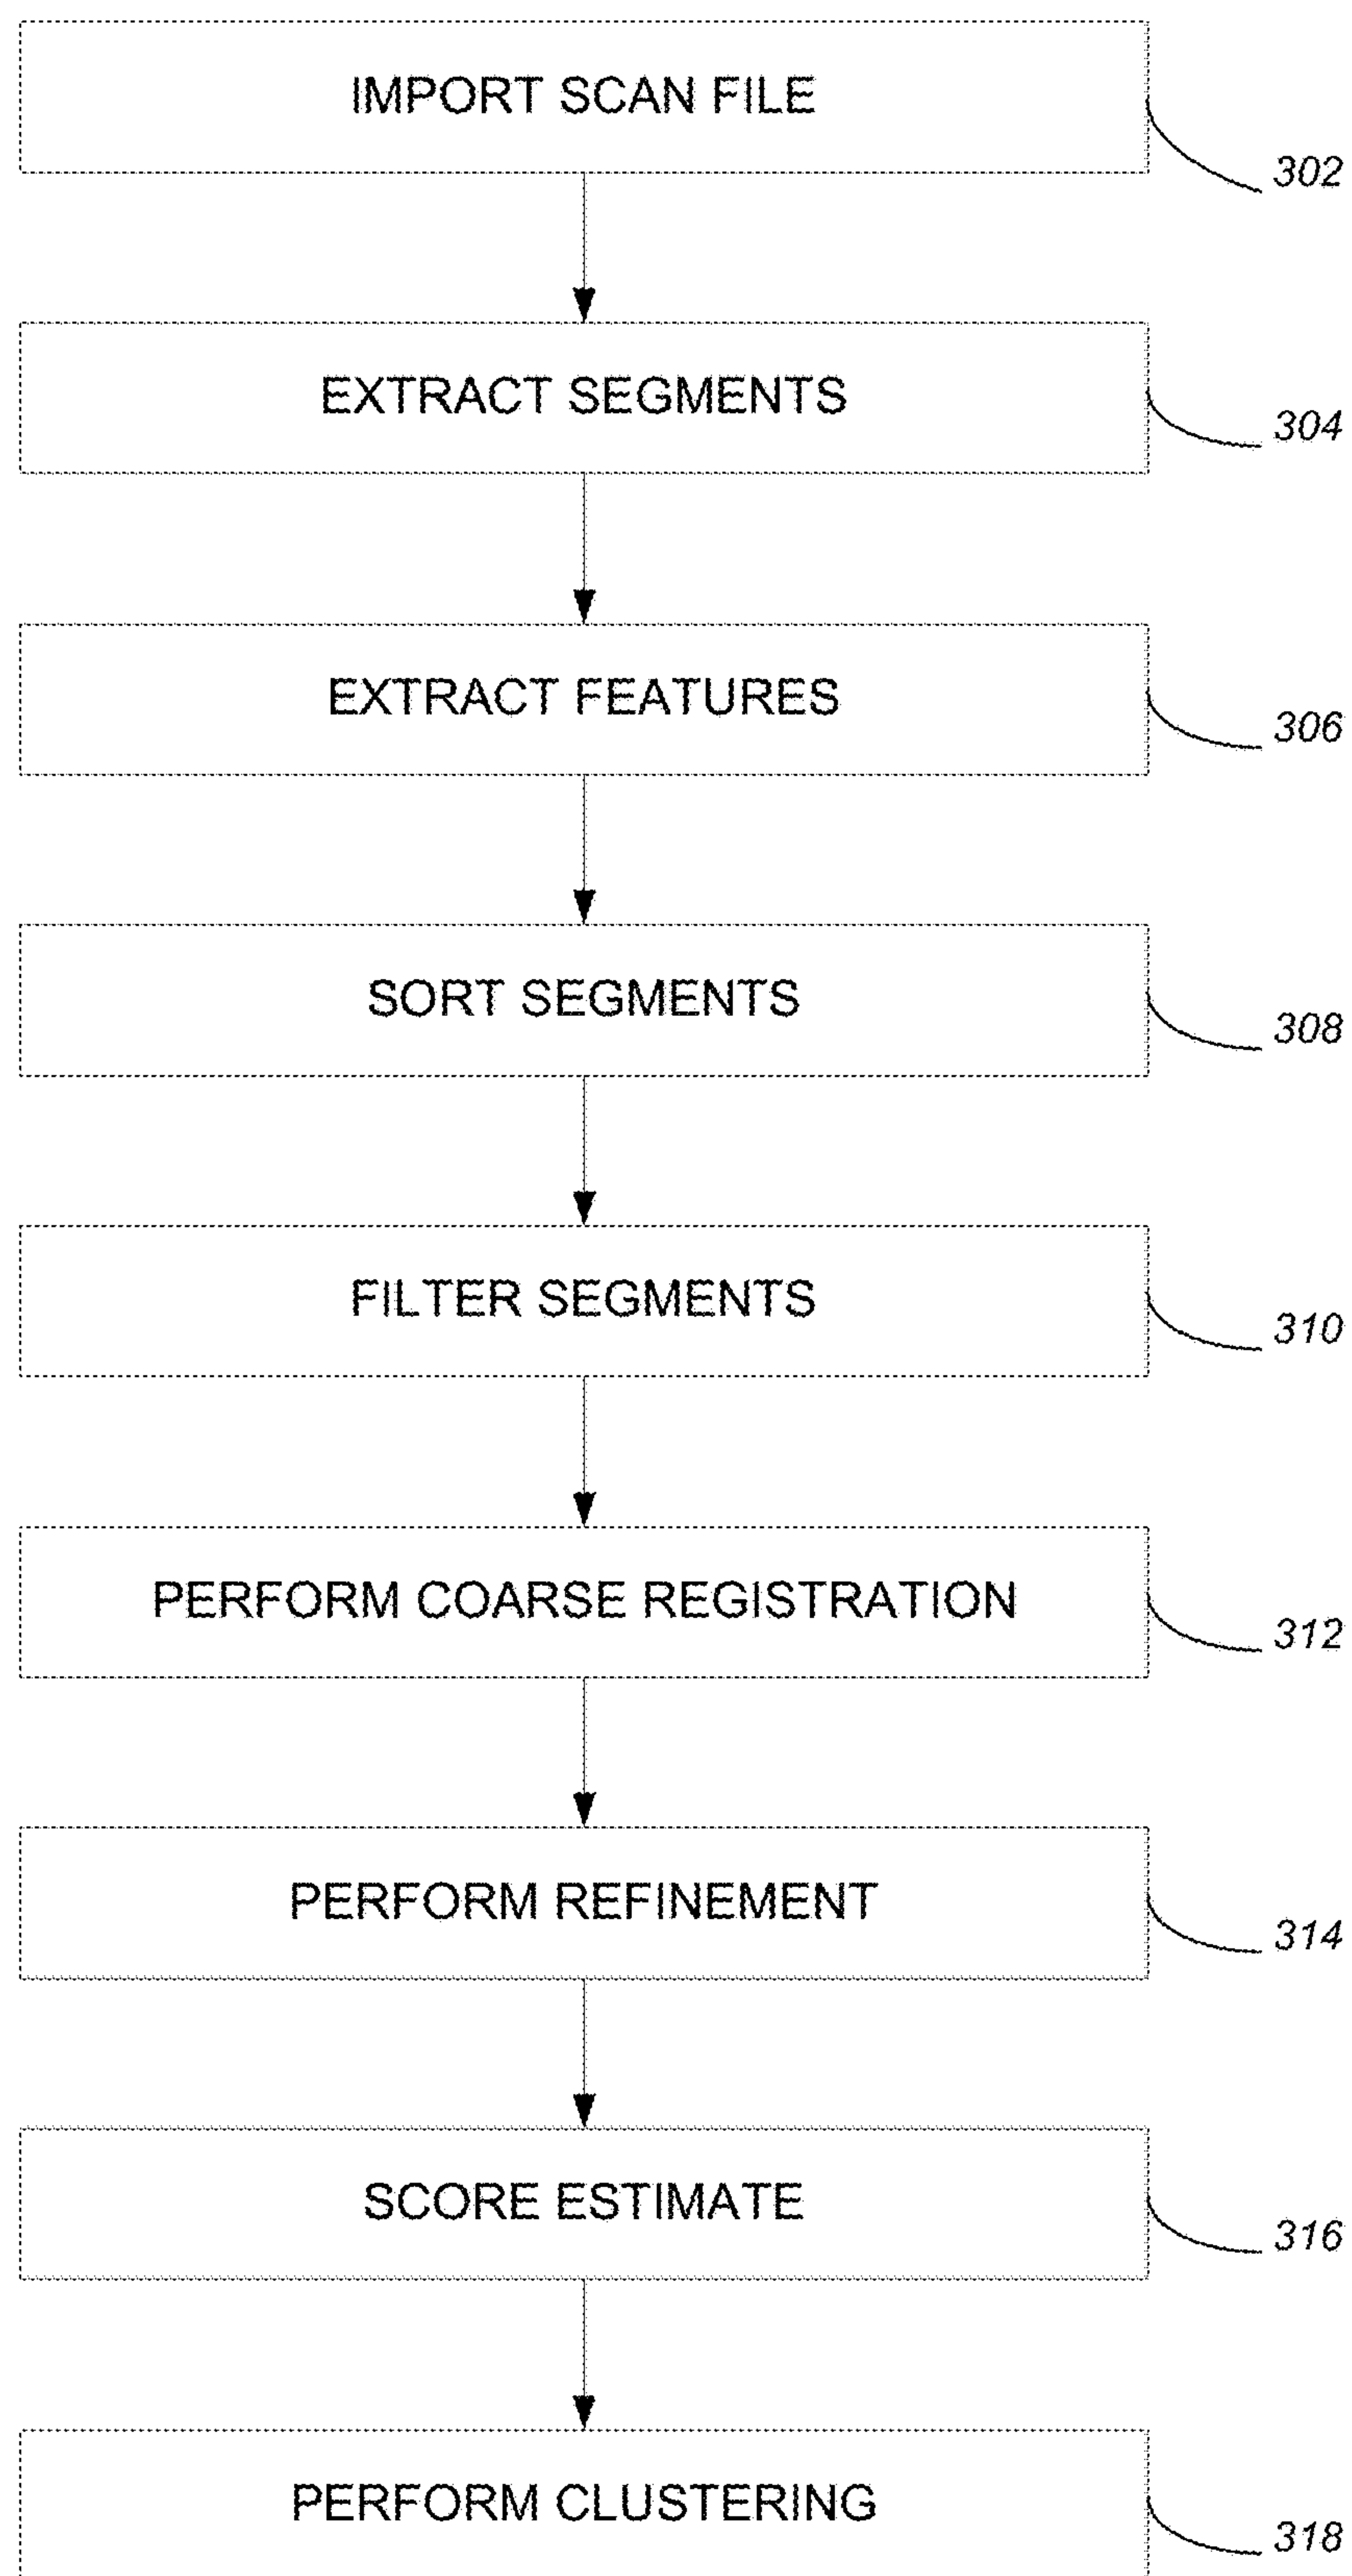 IMPORT SCAN FILE
302
EXTRACT SEGMENTS
304
EXTRACT FEATURES
306
SORT SEGMENTS
308
FILTER SEGMENTS
310
PERFORM COARSE REGISTRATION
312
PERFORM REFINEMENT
314
SCORE ESTIMATE
316
PERFORM CLUSTERING
318